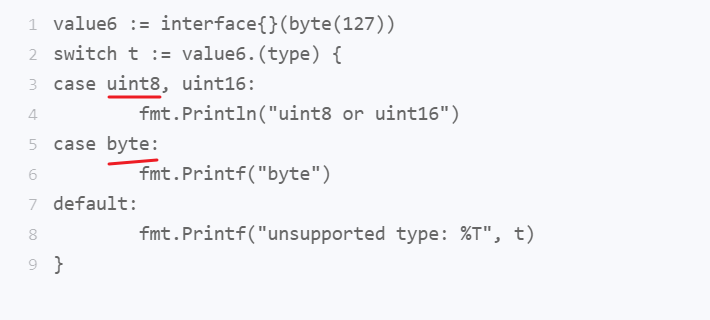 1 value6 := interface{}(byte(127))
2 switch t := value6.(type) {
3 case uint8, uint16:
4         fmt.Println("uint8 or uint16")
5 case byte:
6         fmt.Printf("byte")
7 default:
8         fmt.Printf("unsupported type: %T", t)
9 }